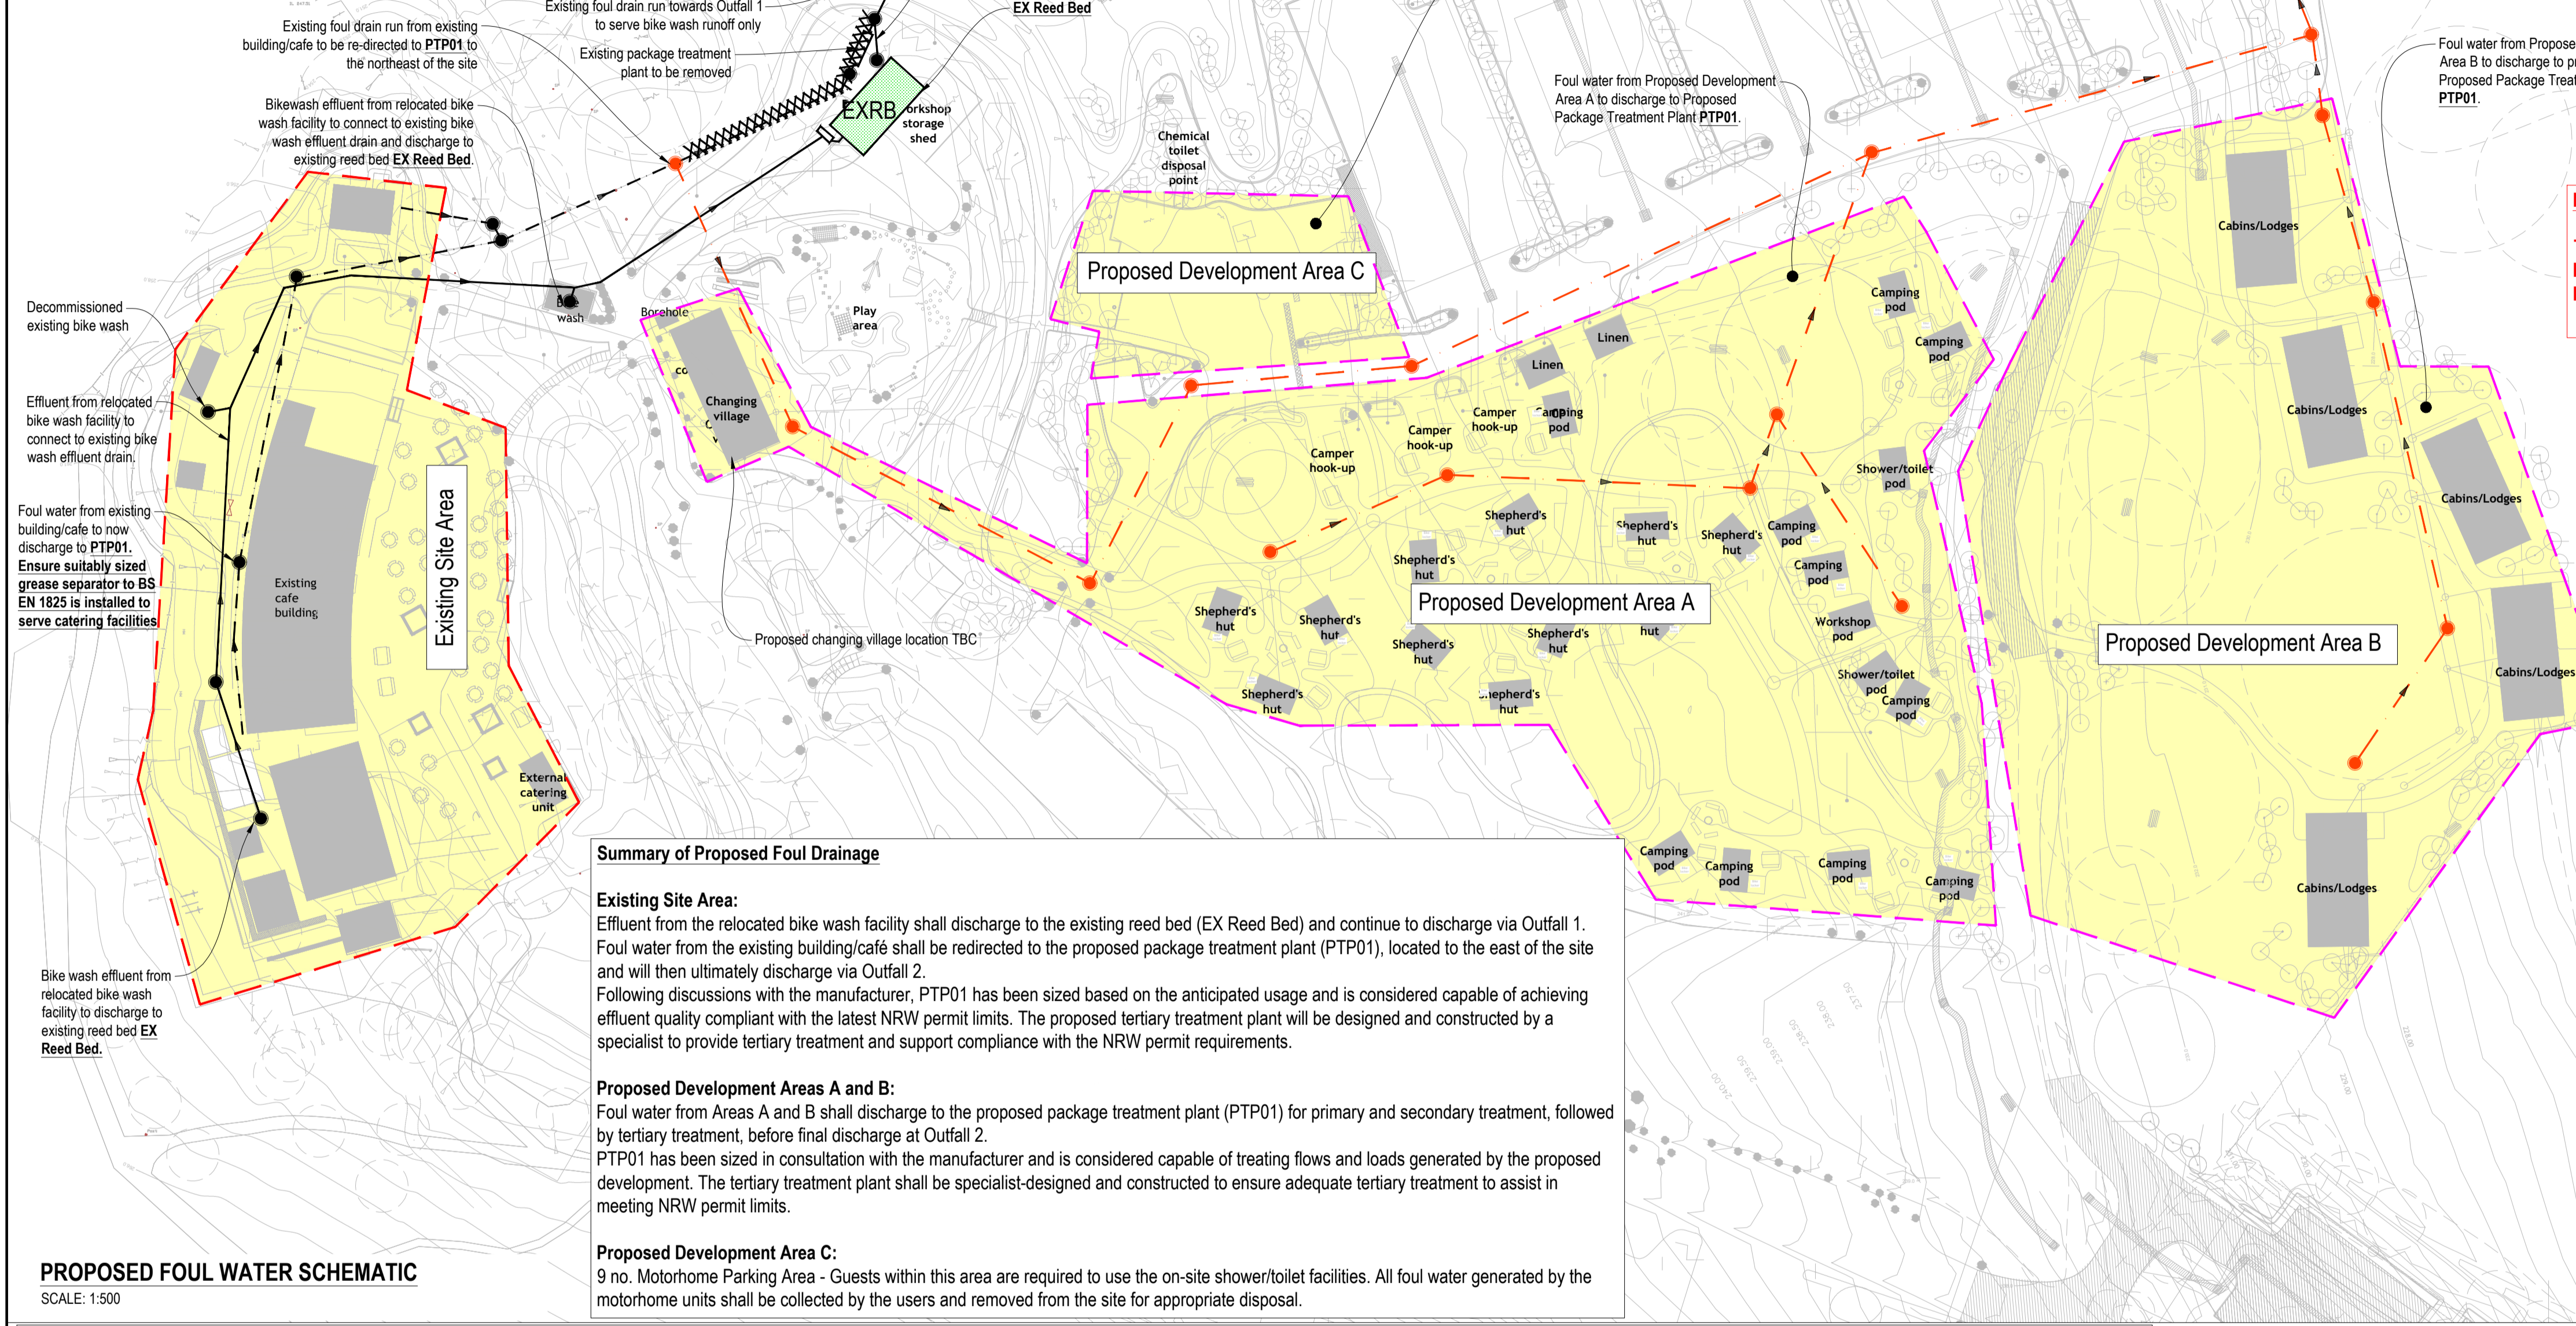 Existing foul drain run towards Outfall 1
to serve bike wash runoff only
EX Reed Bed
Existing foul drain run from existing
building/cafe to be re-directed to PTP01 to
the northeast of the site
Existing package treatment
plant to be removed
Bikewash effluent from relocated bike
wash facility to connect to existing bike
wash effluent drain and discharge to
existing reed bed EX Reed Bed.
EXRB
orkshop
storage
shed
Chemical
toilet
disposal
point
Foul water from Proposed Development
Area A to discharge to Proposed
Package Treatment Plant PTP01.
Foul water from Propose
Area B to discharge to p
Proposed Package Trea
PTP01.
Decommissioned
existing bike wash
wash
Borehole
Play
area
Proposed Development Area C
Effluent from relocated
bike wash facility to
connect to existing bike
wash effluent drain.
Changing
village
Linen
Linen
Camping
pod
Camping
pod
Camping
pod
Camper
hook-up
Camper
hook-up
Camper
hook-up
Shower/toilet
pod
Cabins/Lodges
Cabins/Lodges
Cabins/Lodges
Foul water from existing
building/cafe to now
discharge to PTP01.
Ensure suitably sized
grease separator to BS
EN 1825 is installed to
serve catering facilities
Existing
cafe
building
Existing Site Area
Shepherd's
hut
Shepherd's
hut
Shepherd's
hut
Shepherd's
hut
Camping
pod
Camping
pod
Proposed Development Area A
Shepherd's
hut
Shepherd's
hut
Shepherd's
hut
Shepherd's
hut
hut
Workshop
pod
Proposed Development Area B
Proposed changing village location TBC
Shepherd's
hut
Shepherd's
hut
Shower/toilet
pod
Camping
pod
Cabins/Lodges
External
catering
unit
Camping
pod
Camping
pod
Camping
pod
Camping
pod
Cabins/Lodges
Bike wash effluent from
relocated bike wash
facility to discharge to
existing reed bed EX
Reed Bed.
Summary of Proposed Foul Drainage
Existing Site Area:
Effluent from the relocated bike wash facility shall discharge to the existing reed bed (EX Reed Bed) and continue to discharge via Outfall 1.
Foul water from the existing building/café shall be redirected to the proposed package treatment plant (PTP01), located to the east of the site
and will then ultimately discharge via Outfall 2.
Following discussions with the manufacturer, PTP01 has been sized based on the anticipated usage and is considered capable of achieving
effluent quality compliant with the latest NRW permit limits. The proposed tertiary treatment plant will be designed and constructed by a
specialist to provide tertiary treatment and support compliance with the NRW permit requirements.
Proposed Development Areas A and B:
Foul water from Areas A and B shall discharge to the proposed package treatment plant (PTP01) for primary and secondary treatment, followed
by tertiary treatment, before final discharge at Outfall 2.
PTP01 has been sized in consultation with the manufacturer and is considered capable of treating flows and loads generated by the proposed
development. The tertiary treatment plant shall be specialist-designed and constructed to ensure adequate tertiary treatment to assist in
meeting NRW permit limits.
Proposed Development Area C:
9 no. Motorhome Parking Area - Guests within this area are required to use the on-site shower/toilet facilities. All foul water generated by the
motorhome units shall be collected by the users and removed from the site for appropriate disposal.
237.50
238.00
238.50
239.00
239.50
240.00
PROPOSED FOUL WATER SCHEMATIC
SCALE: 1:500